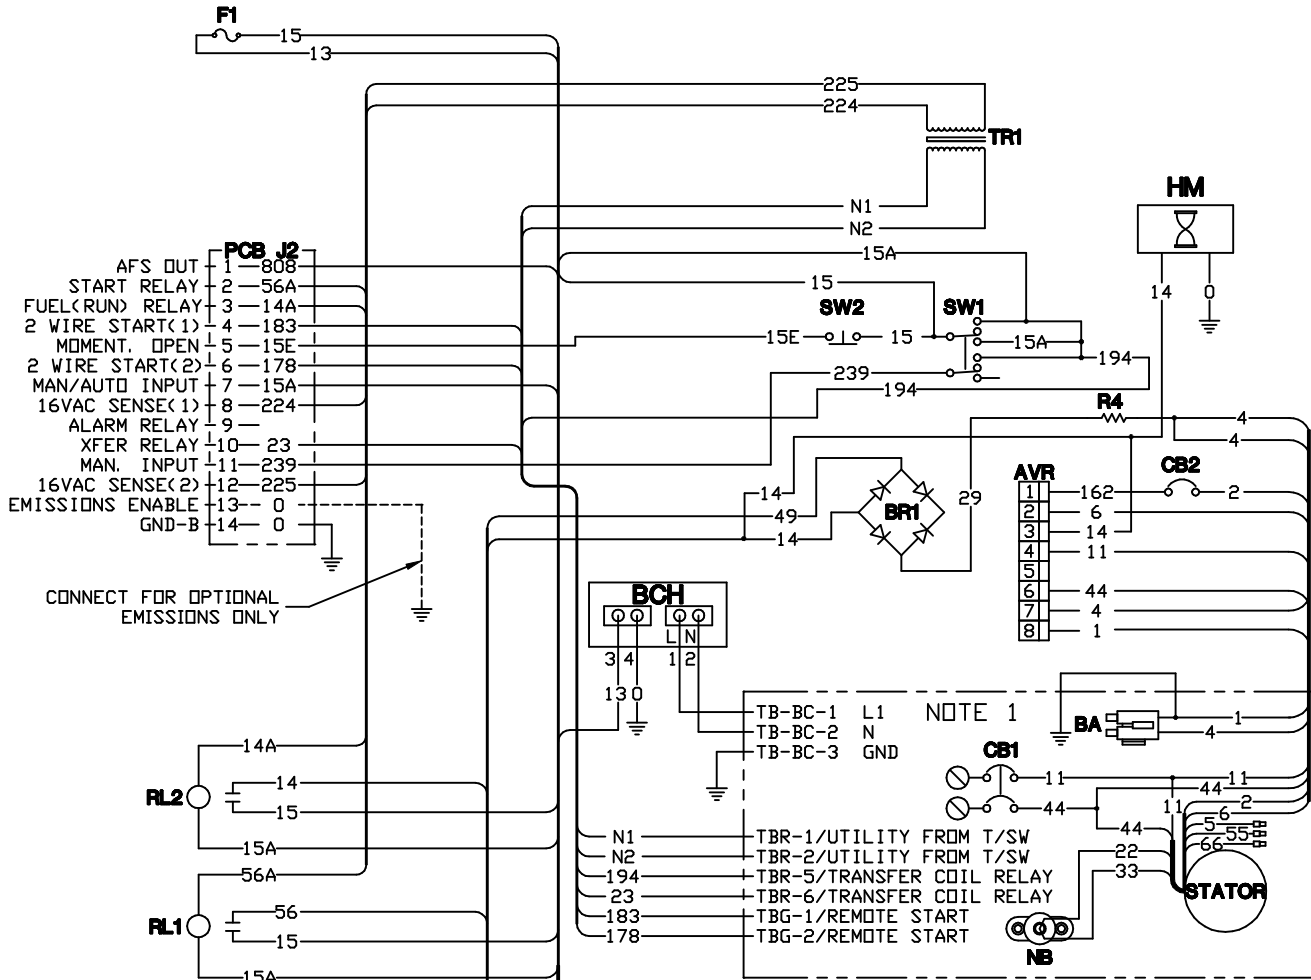 F1
15
13
225
224
TR1
N1
N2
HM
14
0
15A
15
SW2
SW1
15E
15
15A
194
239
194
PCB J2
AFS OUT 1 808
START RELAY 2 56A
FUEL(RUN) RELAY 3 14A
2 WIRE START(1) 4 183
MOMENT. OPEN 5 15E
2 WIRE START(2) 6 178
MAN/AUTO INPUT 7 15A
16VAC SENSE(1) 8 224
ALARM RELAY 9
XFER RELAY 10 23
MAN. INPUT 11 239
16VAC SENSE(2) 12 225
EMISSIONS ENABLE 13 0
GND-B 14 0
CONNECT FOR OPTIONAL
EMISSIONS ONLY
R4
4
4
14
49
14
BR1
29
AVR
CB2
1 162 2
2 6
3 14
4 11
5
6 44
7 4
8 1
BCH
L N
3 4 1 2
13 0
TB-BC-1 L1
TB-BC-2 N
TB-BC-3 GND
NOTE 1
BA
1
4
CB1
11
11
44
44
2
11
6
44
5
55
66
22
33
STATOR
NB
14A
RL2
14
15
15A
56A
RL1
56
15
15A
N1 TBR-1/UTILITY FROM T/SW
N2 TBR-2/UTILITY FROM T/SW
194 TBR-5/TRANSFER COIL RELAY
23 TBR-6/TRANSFER COIL RELAY
183 TBG-1/REMOTE START
178 TBG-2/REMOTE START